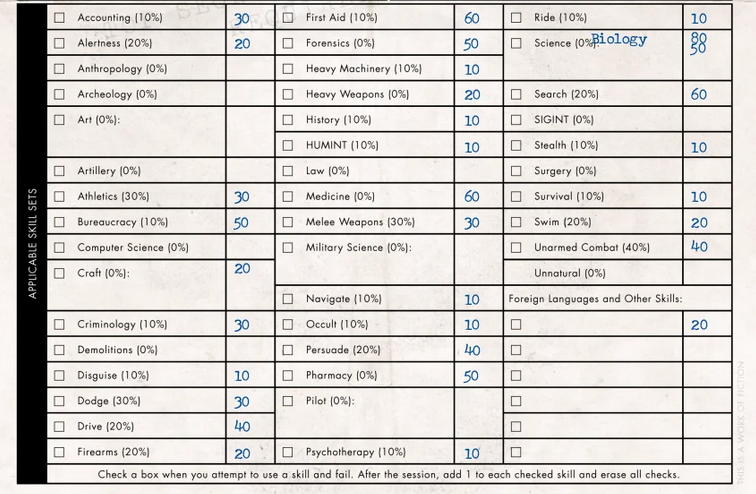 APPLICABLE SKILL SETS
Accounting (10%) 30
Alertness (20%) 20
Anthropology (0%)
Archeology (0%)
Art (0%):
Artillery (0%)
Athletics (30%) 30
Bureaucracy (10%) 50
Computer Science (0%)
Craft (0%): 20
Criminology (10%) 30
Demolitions (0%)
Disguise (10%) 10
Dodge (30%) 30
Drive (20%) 40
Firearms (20%) 20
First Aid (10%) 60
Forensics (0%) 50
Heavy Machinery (10%) 10
Heavy Weapons (0%) 20
History (10%) 10
HUMINT (10%) 10
Law (0%)
Medicine (0%) 60
Melee Weapons (30%) 30
Military Science (0%):
Navigate (10%) 10
Occult (10%) 10
Persuade (20%) 40
Pharmacy (0%) 50
Pilot (0%):
Psychotherapy (10%) 10
Ride (10%) 10
Science (0%): Biology 80
50
Search (20%) 60
SIGINT (0%)
Stealth (10%) 10
Surgery (0%)
Survival (10%) 10
Swim (20%) 20
Unarmed Combat (40%) 40
Unnatural (0%)
Foreign Languages and Other Skills:
20
Check a box when you attempt to use a skill and fail. After the session, add 1 to each checked skill and erase all checks.
THIS IS A WORK OF FICTION